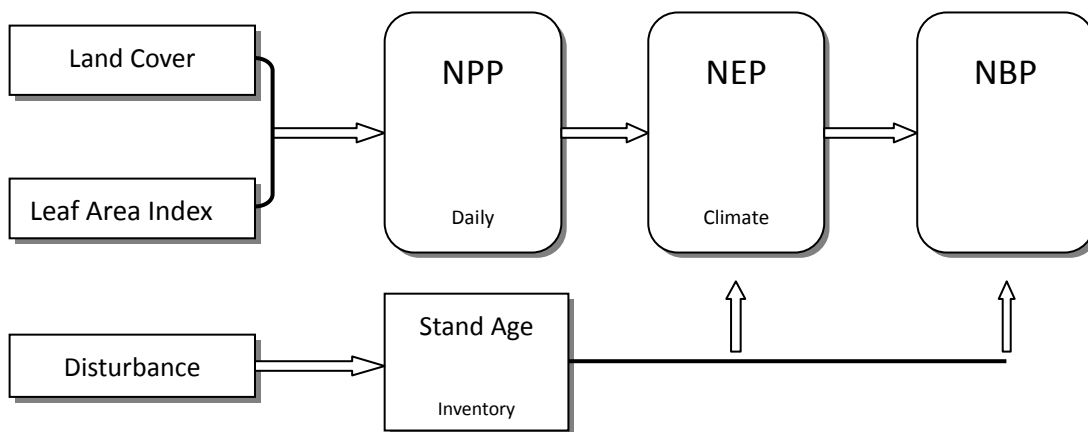 Land Cover
Leaf Area Index
NPP
Daily
NEP
Climate
NBP
Disturbance
Stand Age
Inventory